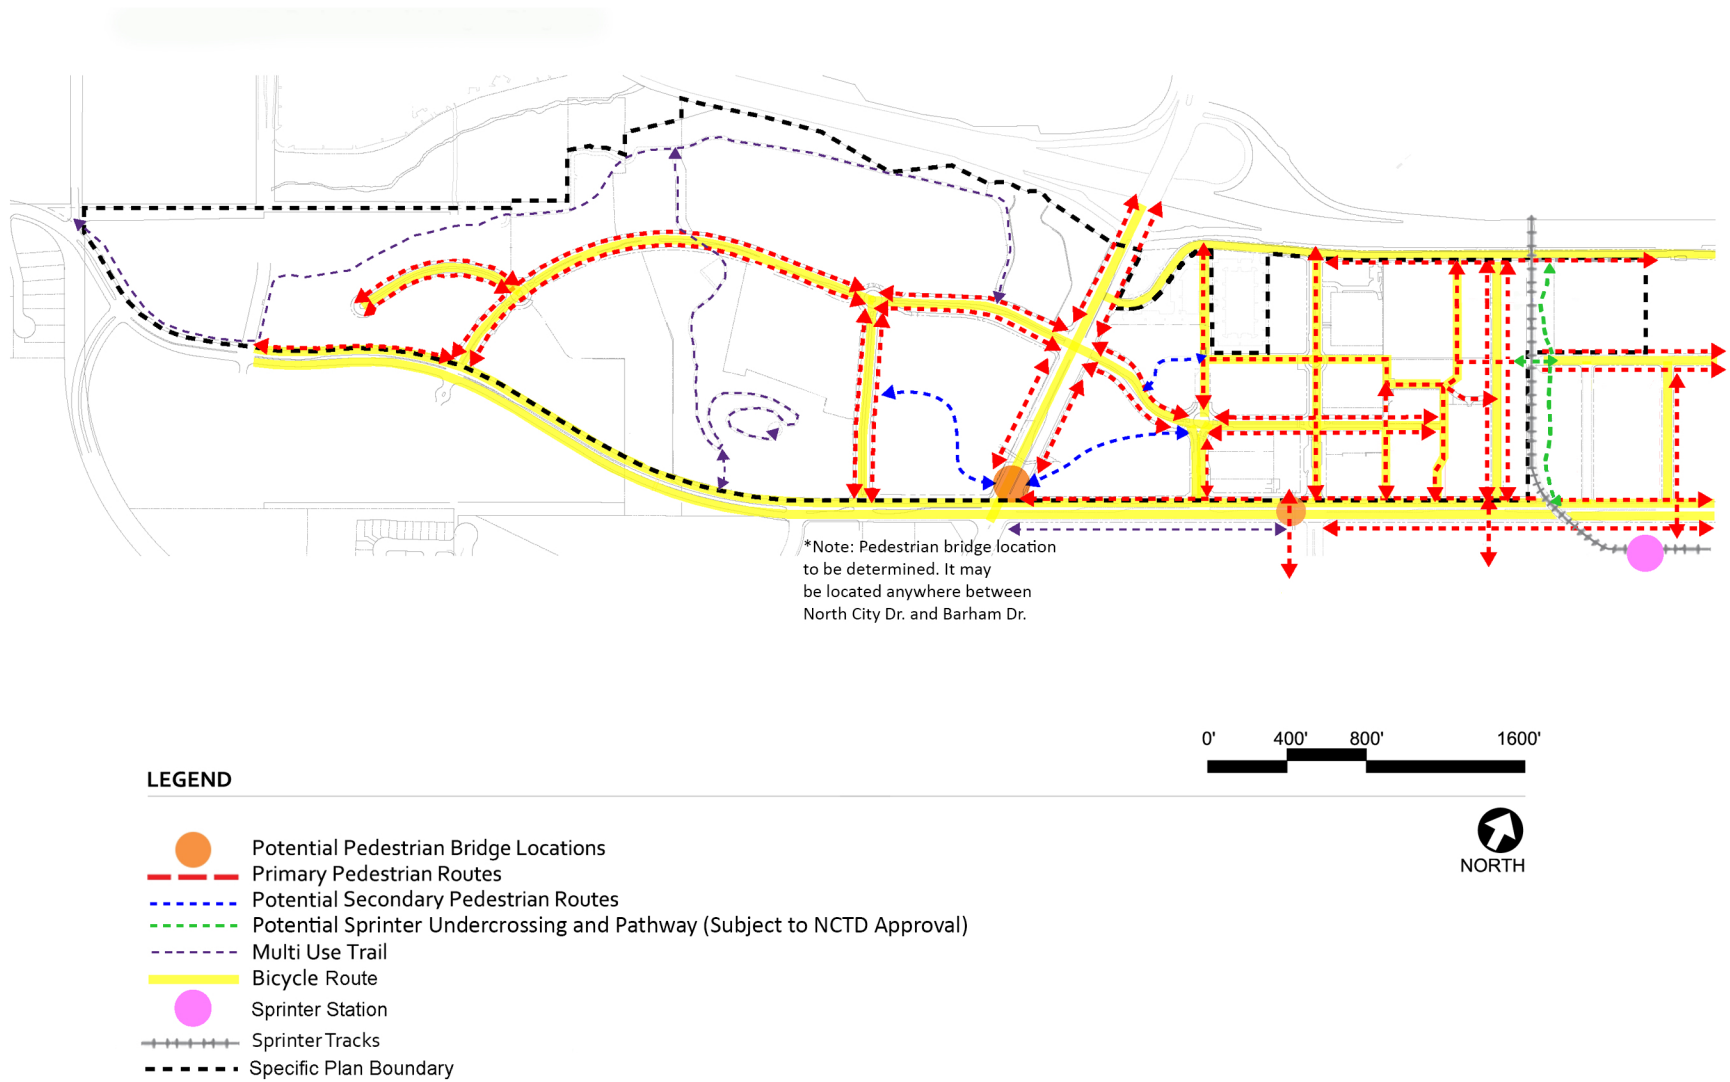 *Note: Pedestrian bridge location
to be determined. It may
be located anywhere between
North City Dr. and Barham Dr.
0' 400' 800' 1600'
LEGEND
NORTH
Potential Pedestrian Bridge Locations
Primary Pedestrian Routes
Potential Secondary Pedestrian Routes
Potential Sprinter Undercrossing and Pathway (Subject to NCTD Approval)
Multi Use Trail
Bicycle Route
Sprinter Station
Sprinter Tracks
Specific Plan Boundary